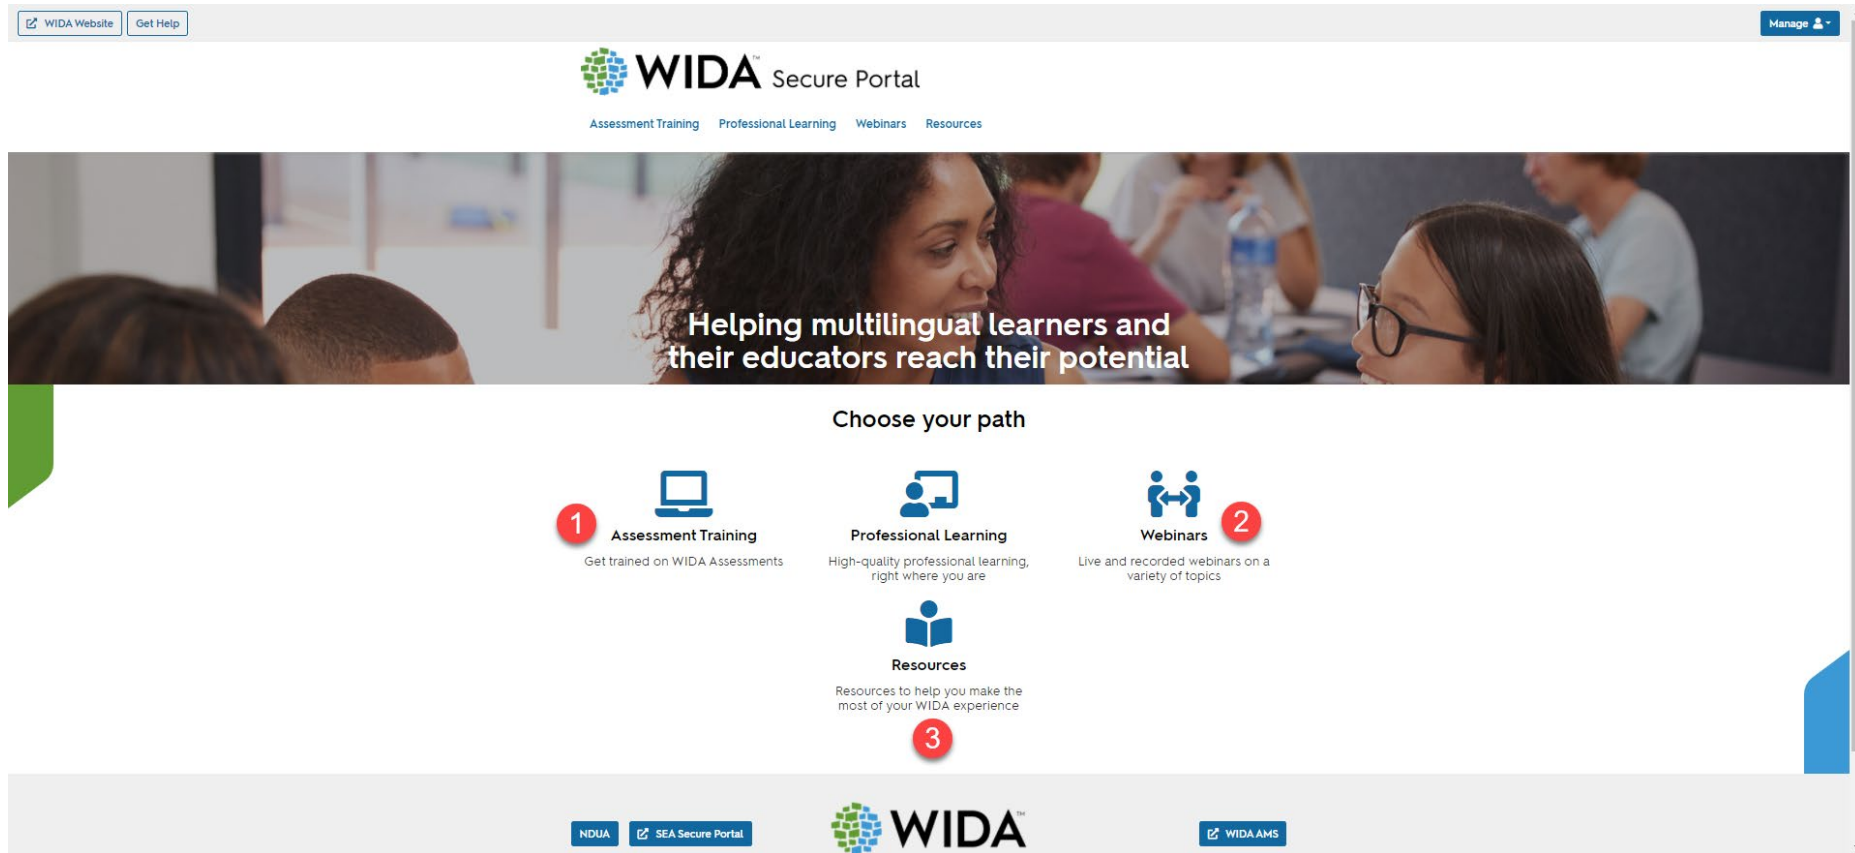 WIDA Website Get Help Manage
WIDA™ Secure Portal
Assessment Training Professional Learning Webinars Resources
Helping multilingual learners and
their educators reach their potential
Choose your path
1 Assessment Training
Get trained on WIDA Assessments
Professional Learning
High-quality professional learning,
right where you are
Webinars 2
Live and recorded webinars on a
variety of topics
Resources
Resources to help you make the
most of your WIDA experience
3
NDUA SEA Secure Portal WIDA™ WIDA AMS